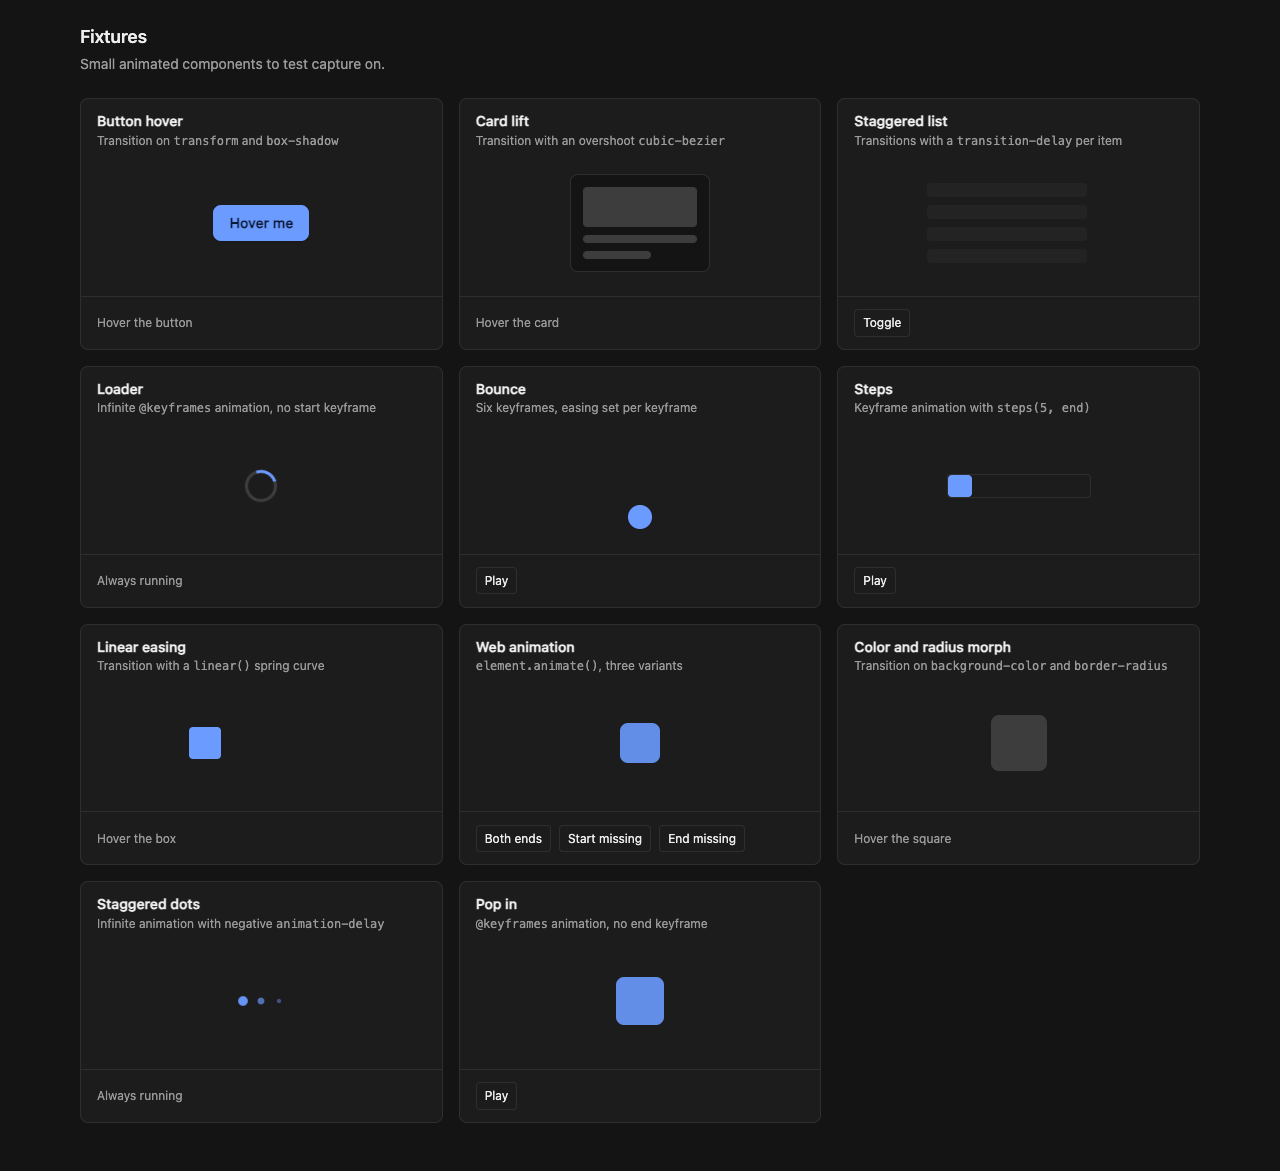 Fixtures
Small animated components to test capture on.
Button hover
Transition on transform and box-shadow
Hover me
Hover the button
Card lift
Transition with an overshoot cubic-bezier
Hover the card
Staggered list
Transitions with a transition-delay per item
Toggle
Loader
Infinite @keyframes animation, no start keyframe
Always running
Bounce
Six keyframes, easing set per keyframe
Play
Steps
Keyframe animation with steps(5, end)
Play
Linear easing
Transition with a linear() spring curve
Hover the box
Web animation
element.animate(), three variants
Both ends Start missing End missing
Color and radius morph
Transition on background-color and border-radius
Hover the square
Staggered dots
Infinite animation with negative animation-delay
Always running
Pop in
@keyframes animation, no end keyframe
Play